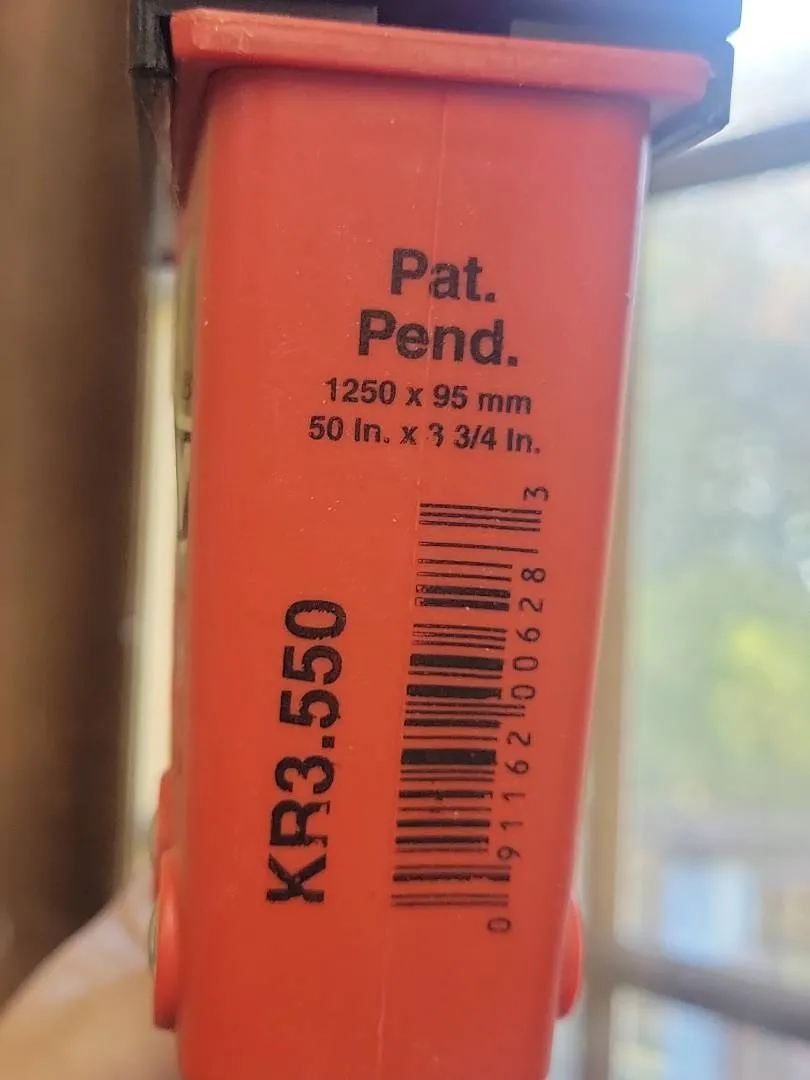 Pat.
Pend.
1250 x 95 mm
50 In. x 3 3/4 In.
KR3.550
0 91162 00628 3